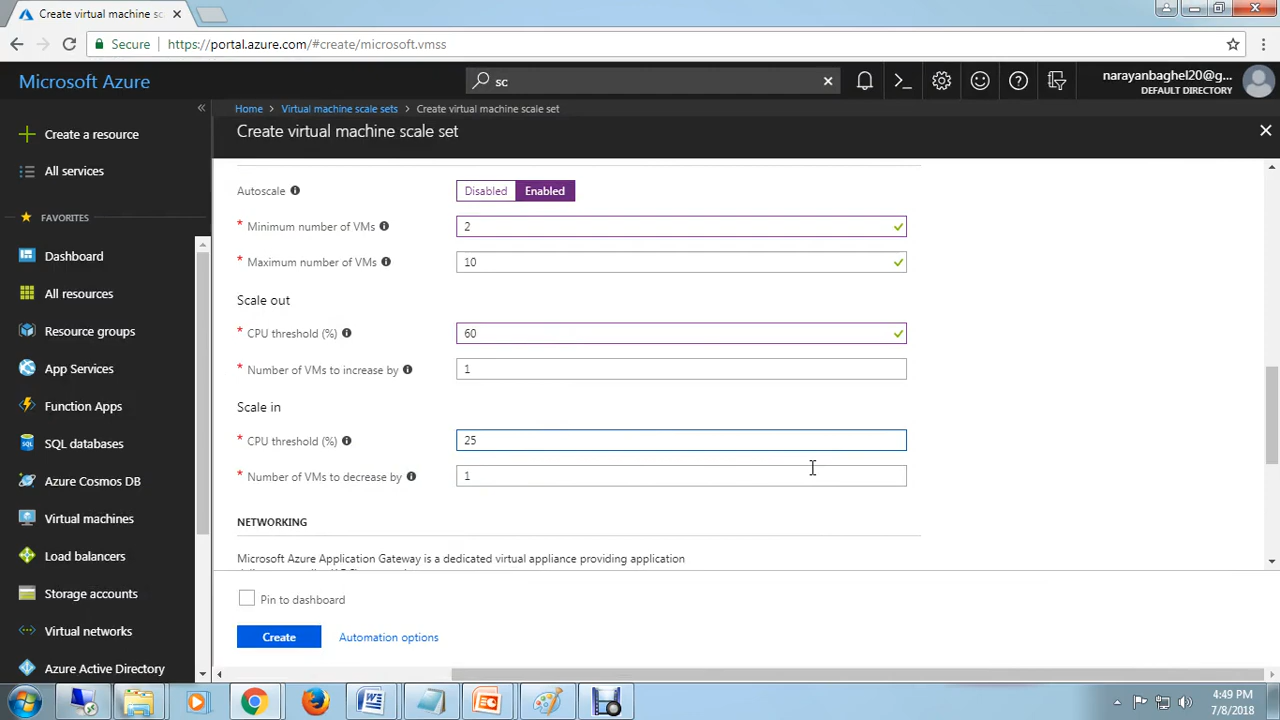 Create virtual machine sc
Secure
https://portal.azure.com/#create/microsoft.vmss
Microsoft Azure
sc
narayanbaghel20@g...
DEFAULT DIRECTORY
Home
Virtual machine scale sets
Create virtual machine scale set
Create a resource
All services
FAVORITES
Dashboard
All resources
Resource groups
App Services
Function Apps
SQL databases
Azure Cosmos DB
Virtual machines
Load balancers
Storage accounts
Virtual networks
Azure Active Directory
Create virtual machine scale set
Autoscale
Disabled
Enabled
* Minimum number of VMs
2
* Maximum number of VMs
10
Scale out
* CPU threshold (%)
60
* Number of VMs to increase by
1
Scale in
* CPU threshold (%)
25
* Number of VMs to decrease by
1
NETWORKING
Microsoft Azure Application Gateway is a dedicated virtual appliance providing application
Pin to dashboard
Create
Automation options
4:49 PM
7/8/2018